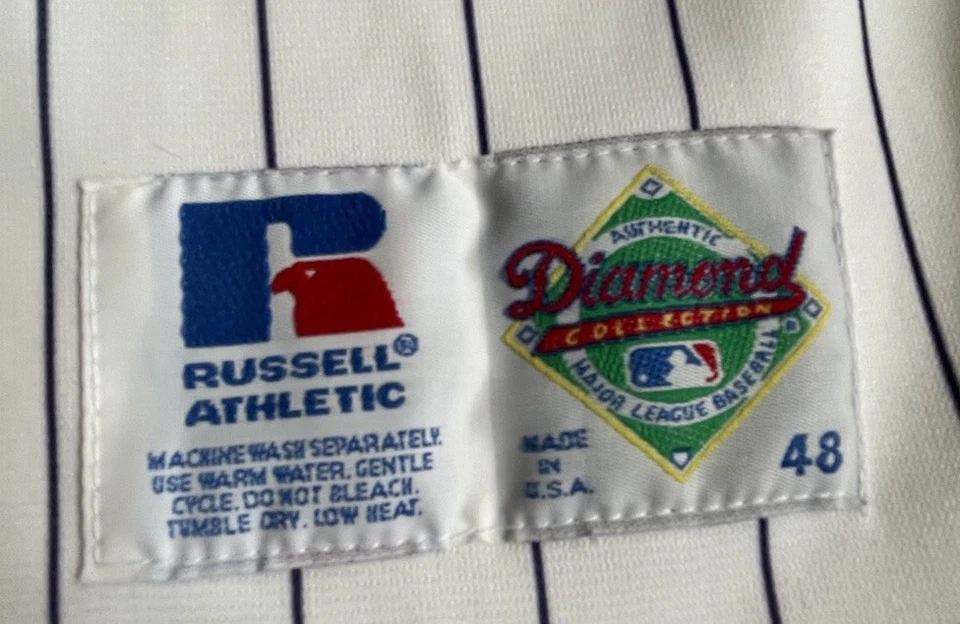 RUSSELL®
ATHLETIC
MACHINE WASH SEPARATELY.
USE WARM WATER. GENTLE
CYCLE. DO NOT BLEACH.
TUMBLE DRY. LOW HEAT.
AUTHENTIC
Diamond
COLLECTION
MAJOR LEAGUE BASEBALL
MADE
IN
U.S.A.
48